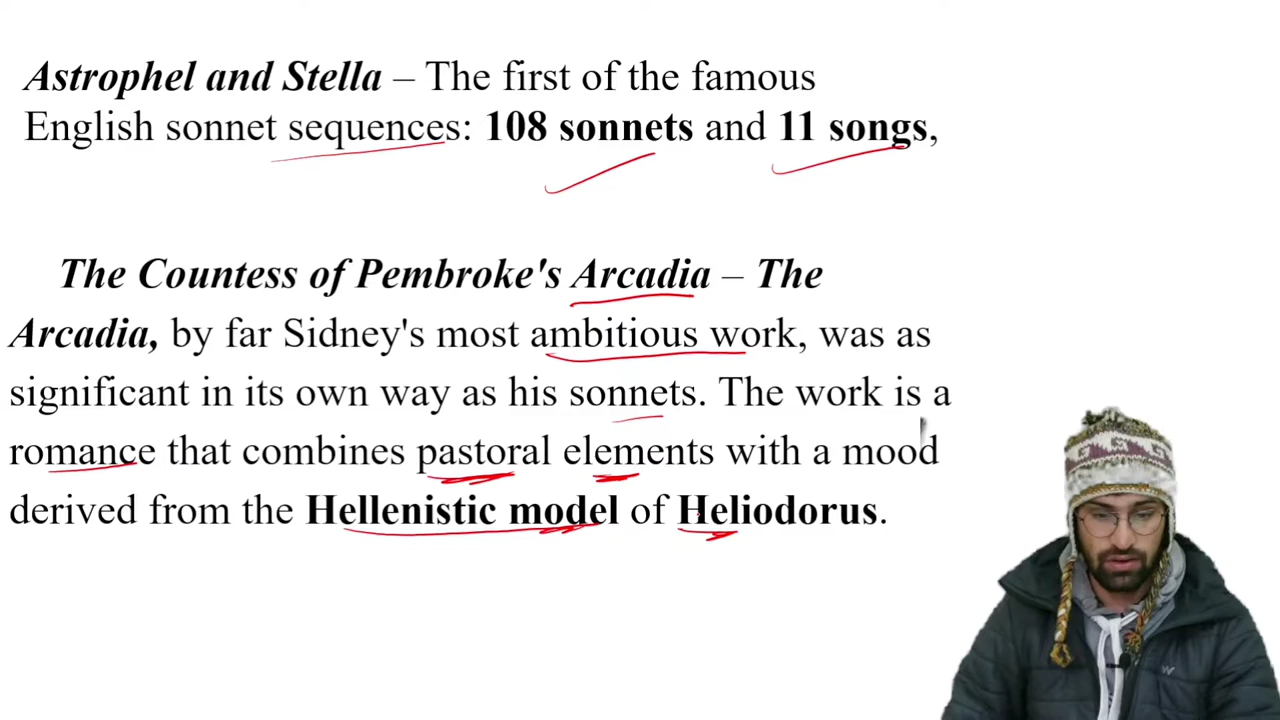 Astrophel and Stella – The first of the famous
English sonnet sequences: 108 sonnets and 11 songs,
The Countess of Pembroke's Arcadia – The
Arcadia, by far Sidney's most ambitious work, was as
significant in its own way as his sonnets. The work is a
romance that combines pastoral elements with a mood
derived from the Hellenistic model of Heliodorus.